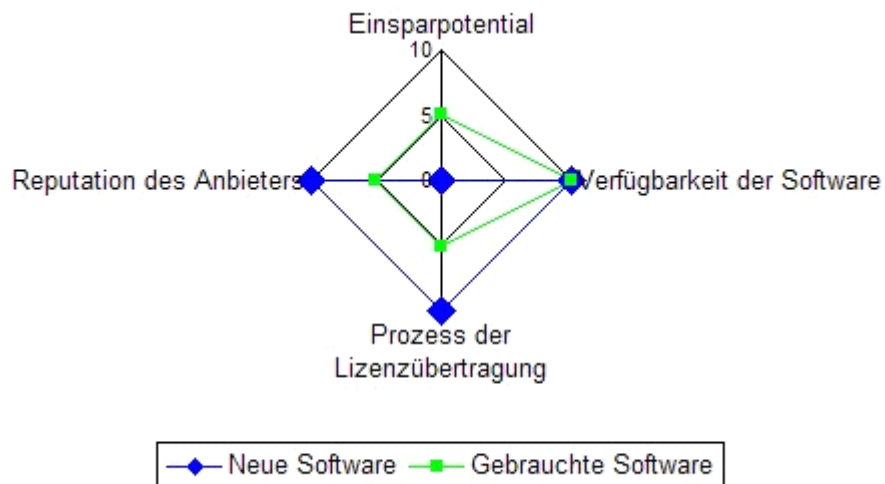 Einsparpotential
10
5
Reputation des Anbieters
0
Verfügbarkeit der Software
Prozess der
Lizenzübertragung
Neue Software
Gebrauchte Software